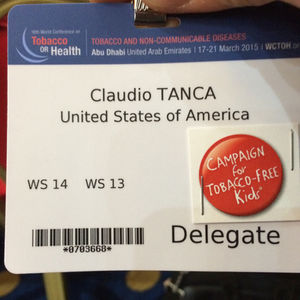 16th World Conference on
Tobacco
OR Health
TOBACCO AND NON-COMMUNICABLE DISEASES
Abu Dhabi United Arab Emirates | 17-21 March 2015 | WCTOH.
Claudio TANCA
United States of America
WS 14 WS 13
CAMPAIGN
for
TOBACCO-FREE
Kids
*0703668*
Delegate